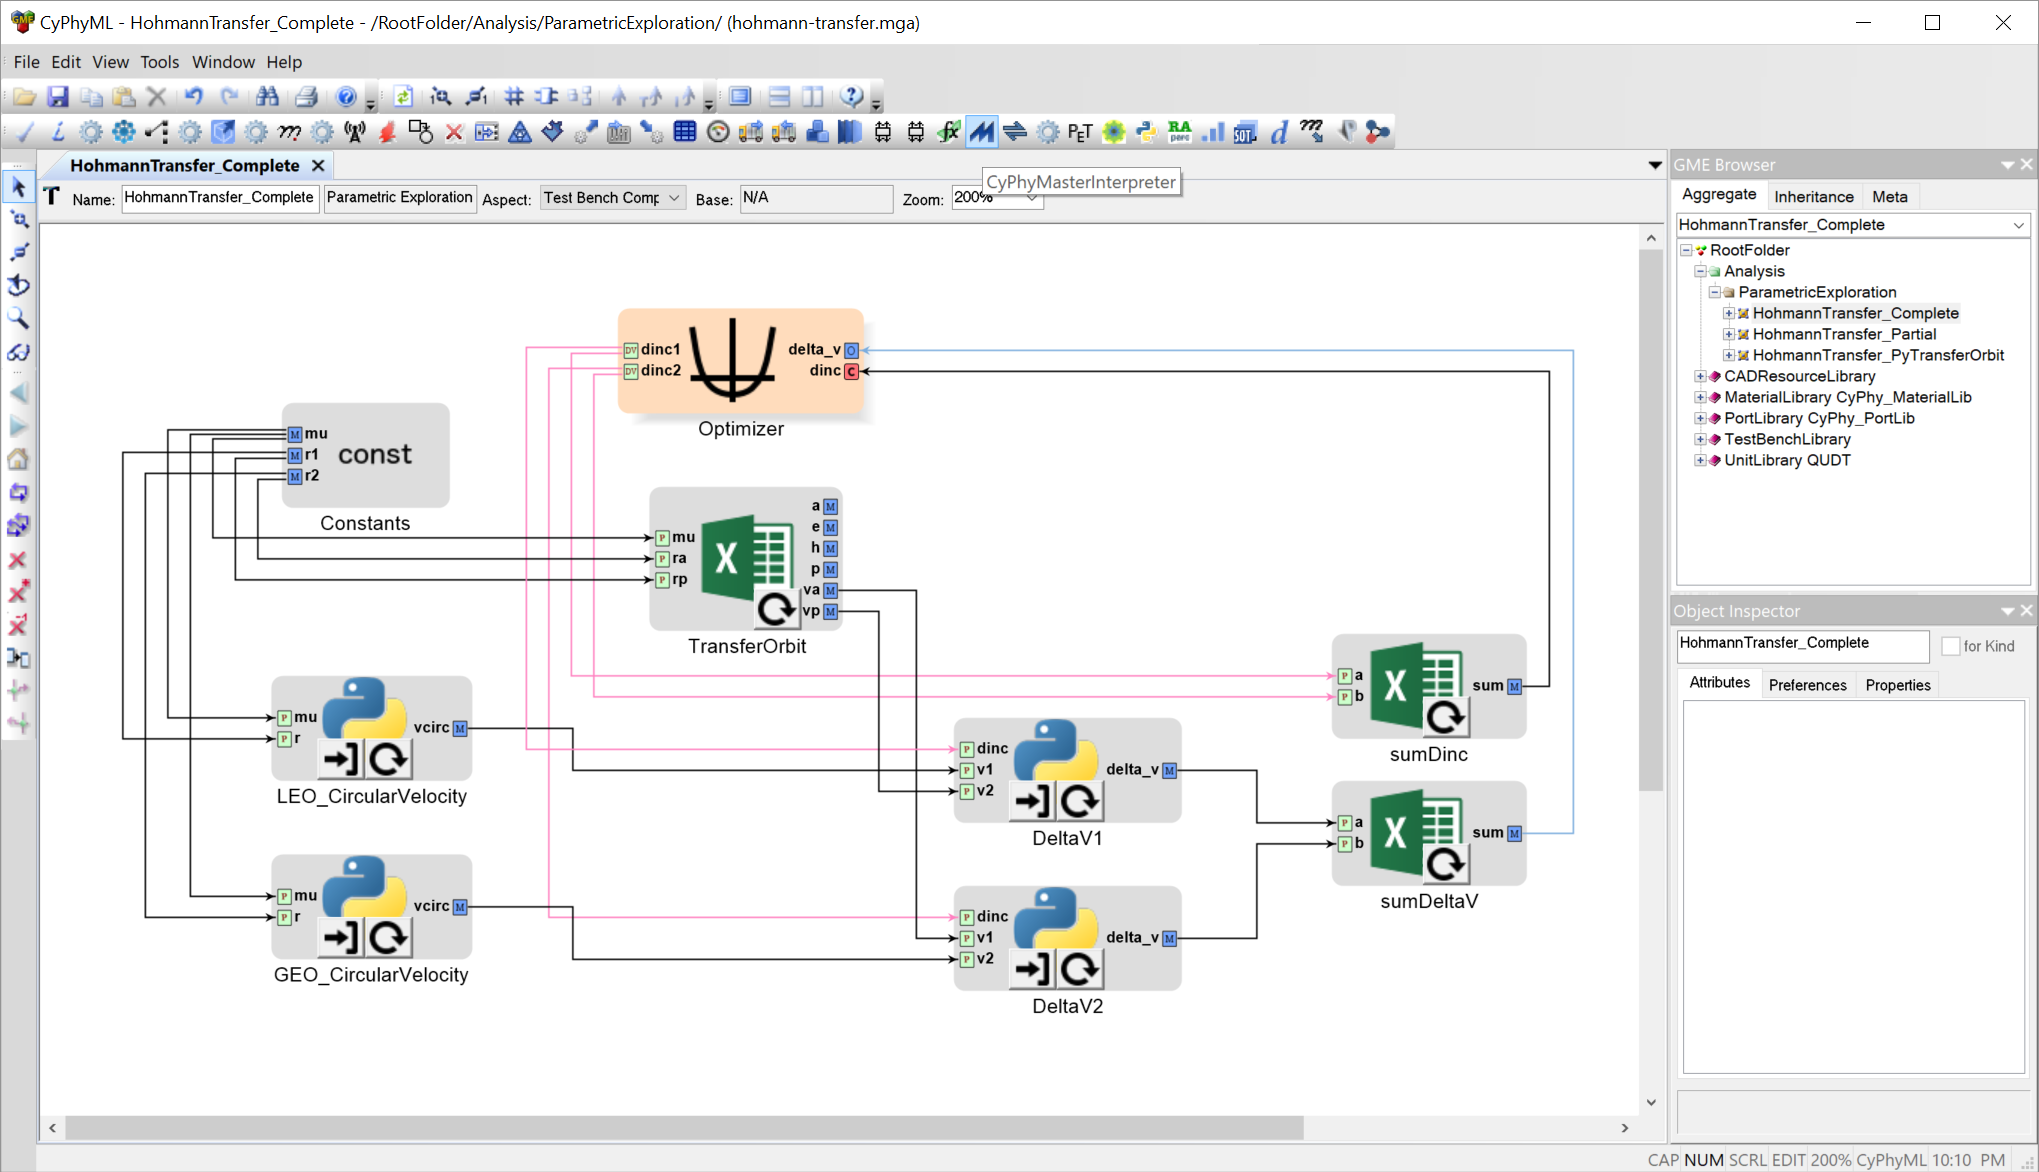 CyPhyML - HohmannTransfer_Complete - /RootFolder/Analysis/ParametricExploration/ (hohmann-transfer.mga)
File Edit View Tools Window Help
PET
HohmannTransfer_Complete
CyPhyMasterInterpreter
T Name: HohmannTransfer_Complete Parametric Exploration Aspect: Test Bench Comp Base: N/A Zoom: 200%
dinc1 delta_v
dinc2 dinc
Optimizer
mu
r1 const
r2
Constants
a
e
mu h
ra p
rp va
vp
TransferOrbit
mu vcirc
r
LEO_CircularVelocity
mu vcirc
r
GEO_CircularVelocity
dinc
v1 delta_v
v2
DeltaV1
dinc
v1 delta_v
v2
DeltaV2
a sum
b
sumDinc
a sum
b
sumDeltaV
GME Browser
Aggregate Inheritance Meta
HohmannTransfer_Complete
RootFolder
Analysis
ParametricExploration
HohmannTransfer_Complete
HohmannTransfer_Partial
HohmannTransfer_PyTransferOrbit
CADResourceLibrary
MaterialLibrary CyPhy_MaterialLib
PortLibrary CyPhy_PortLib
TestBenchLibrary
UnitLibrary QUDT
Object Inspector
HohmannTransfer_Complete for Kind
Attributes Preferences Properties
CAP NUM SCRL EDIT 200% CyPhyML 10:10 PM